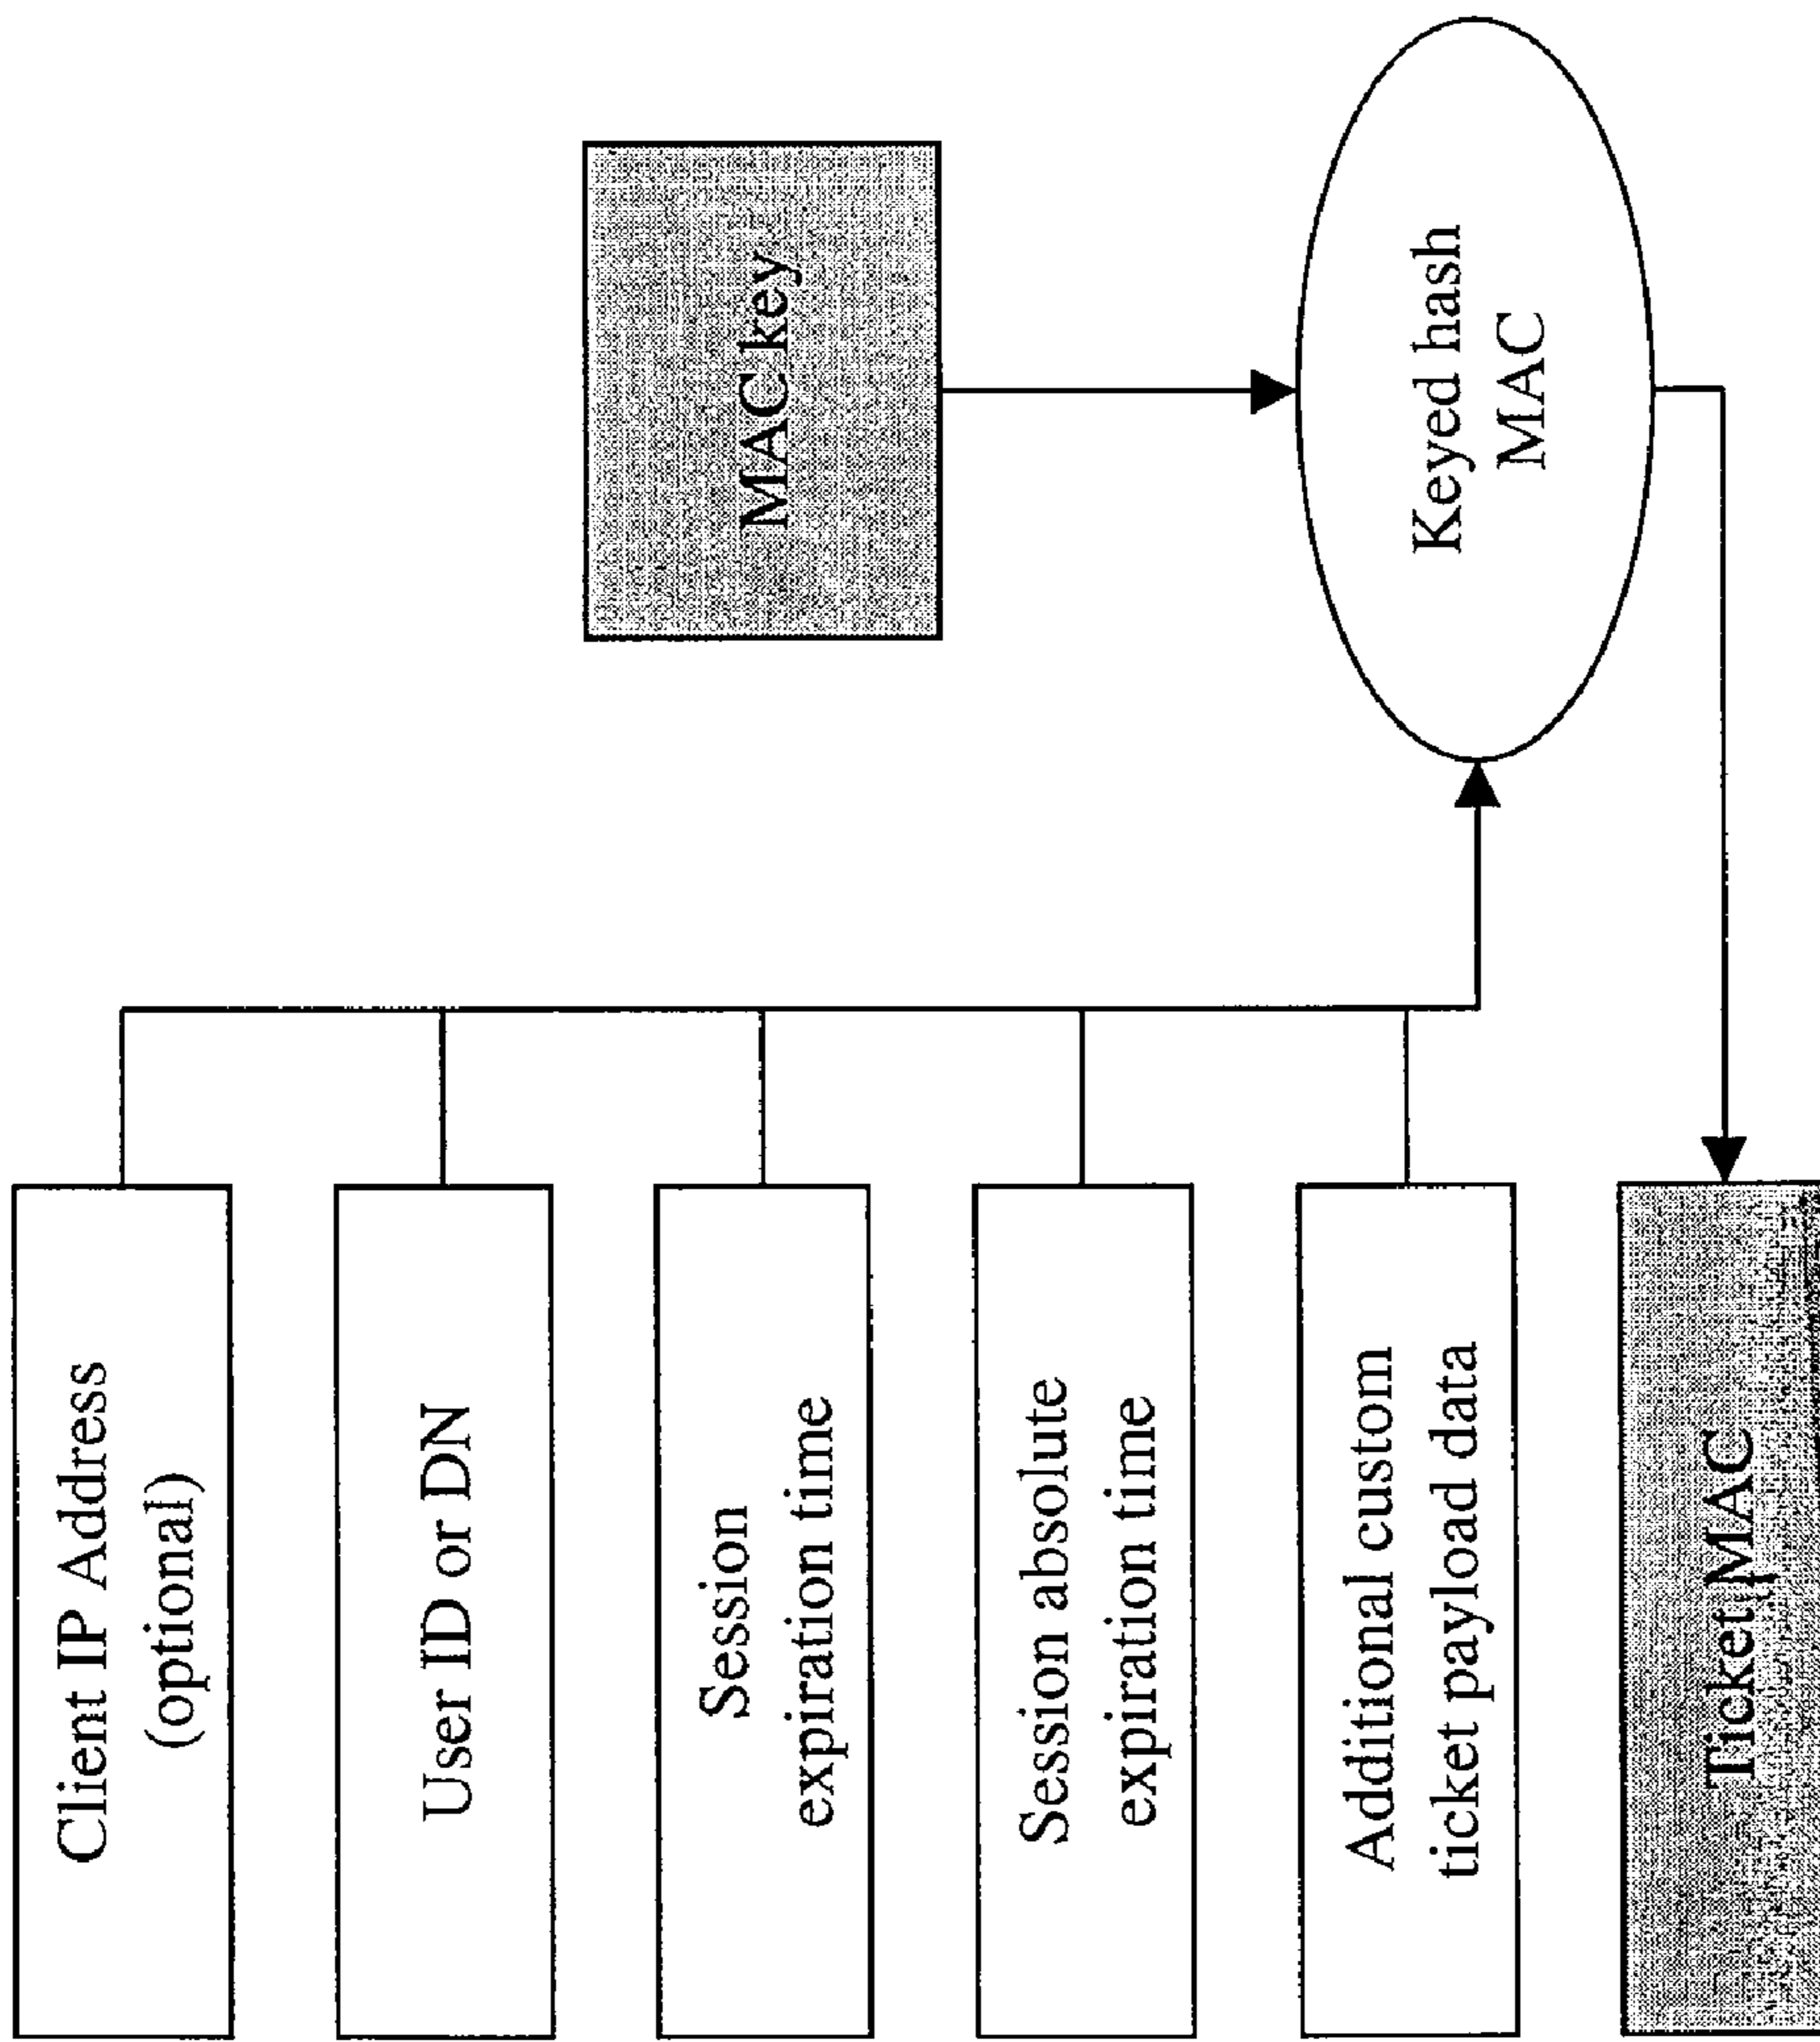 Client IP Address
(optional)
User ID or DN
Session
expiration time
Session absolute
expiration time
Additional custom
ticket payload data
Ticket MAC
MAC key
Keyed hash
MAC